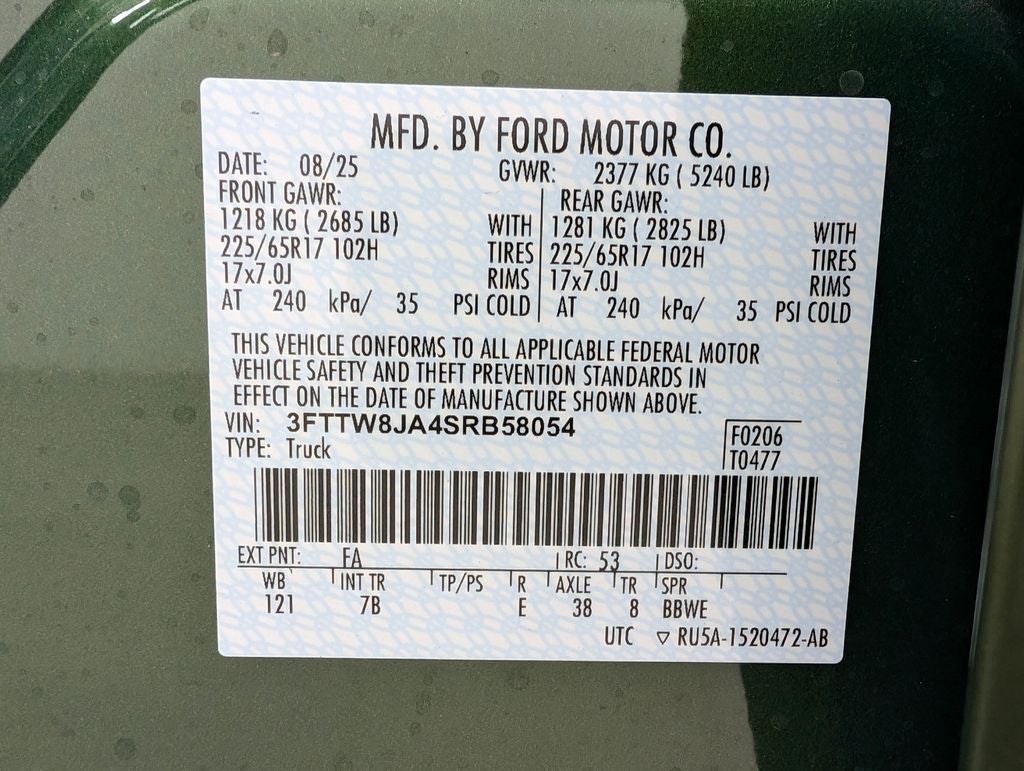 MFD. BY FORD MOTOR CO.
DATE: 08/25 GVWR: 2377 KG ( 5240 LB)
FRONT GAWR: REAR GAWR:
1218 KG ( 2685 LB) WITH 1281 KG ( 2825 LB) WITH
225/65R17 102H TIRES 225/65R17 102H TIRES
17x7.0J RIMS 17x7.0J RIMS
AT 240 kPa/ 35 PSI COLD AT 240 kPa/ 35 PSI COLD
THIS VEHICLE CONFORMS TO ALL APPLICABLE FEDERAL MOTOR
VEHICLE SAFETY AND THEFT PREVENTION STANDARDS IN
EFFECT ON THE DATE OF MANUFACTURE SHOWN ABOVE.
VIN: 3FTTW8JA4SRB58054 F0206
TYPE: Truck T0477
EXT PNT: FA RC: 53 DSO:
WB INT TR TP/PS R AXLE TR SPR
121 7B E 38 8 BBWE
UTC ▽ RU5A-1520472-AB